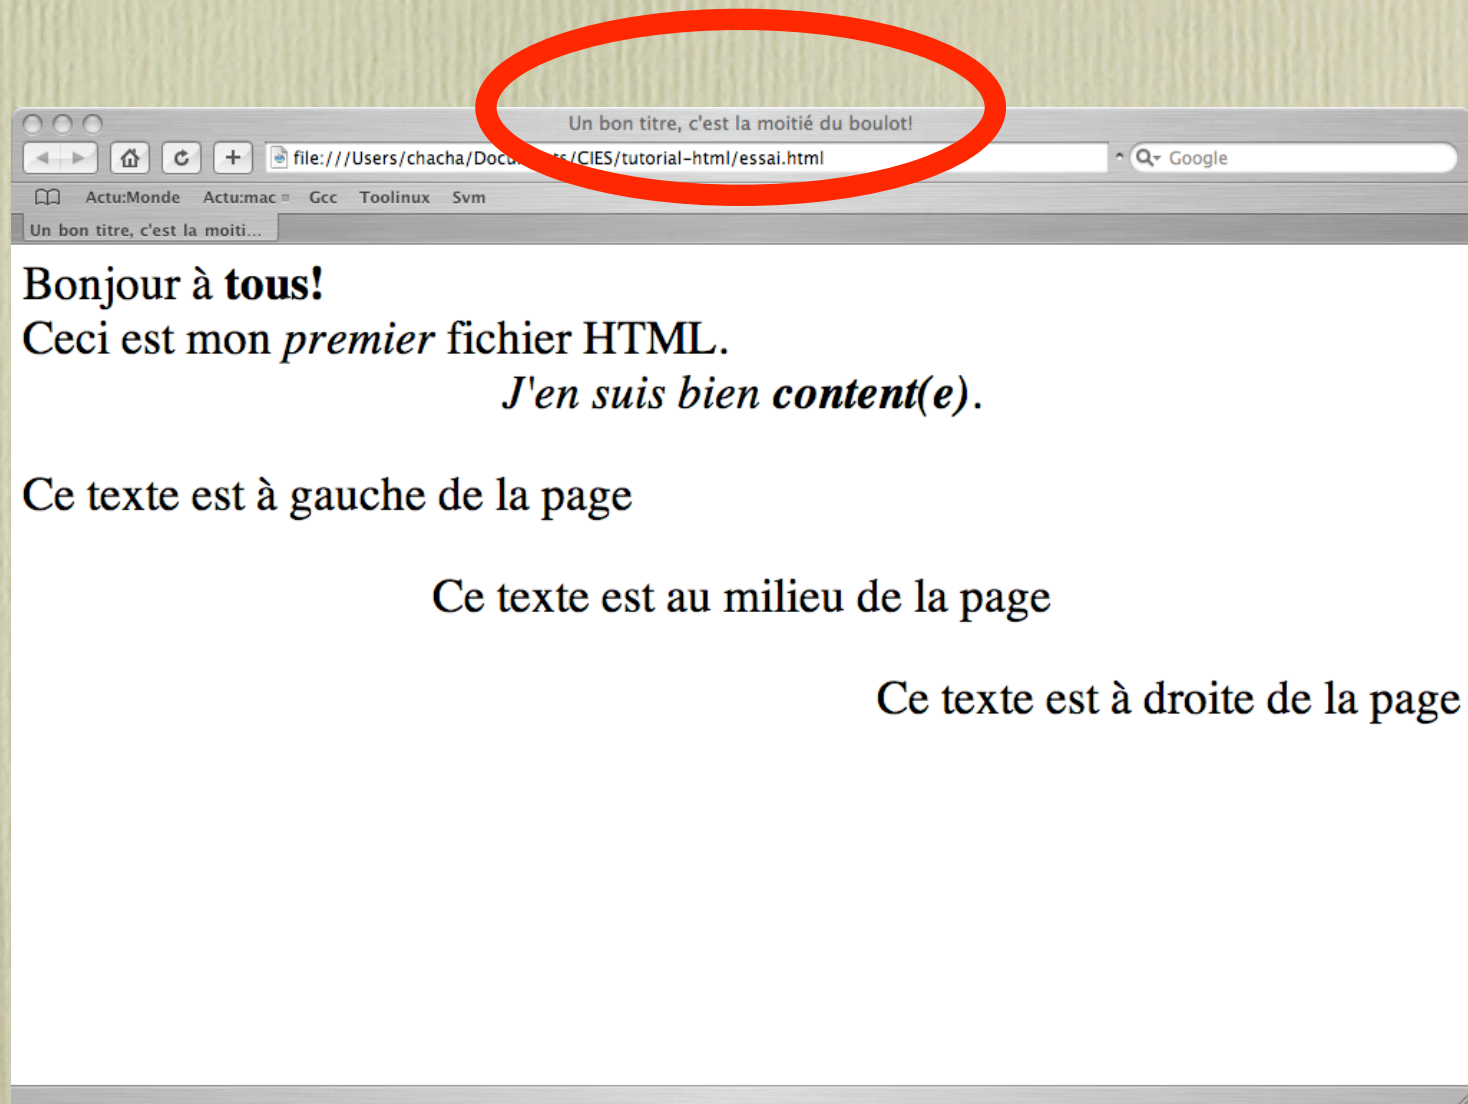 Un bon titre, c'est la moitié du boulot!
file:///Users/chacha/Documents/CIES/tutorial-html/essai.html
Google
Actu:Monde Actu:mac Gcc Toolinux Svm
Un bon titre, c'est la moiti...
Bonjour à tous!
Ceci est mon premier fichier HTML.
J'en suis bien content(e).
Ce texte est à gauche de la page
Ce texte est au milieu de la page
Ce texte est à droite de la page